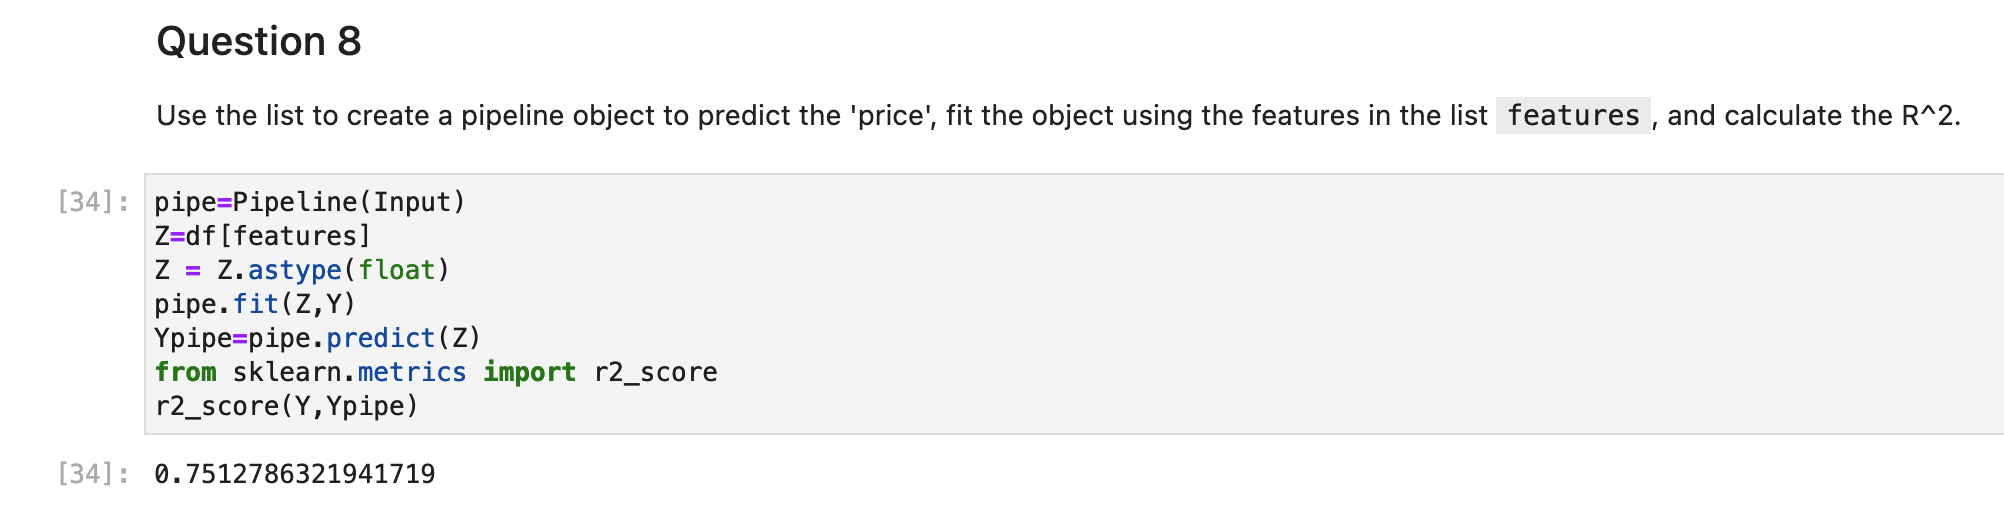 Question 8
Use the list to create a pipeline object to predict the 'price', fit the object using the features in the list features , and calculate the R^2.
[34]: pipe=Pipeline(Input)
Z=df[features]
Z = Z.astype(float)
pipe.fit(Z,Y)
Ypipe=pipe.predict(Z)
from sklearn.metrics import r2_score
r2_score(Y,Ypipe)
[34]: 0.7512786321941719